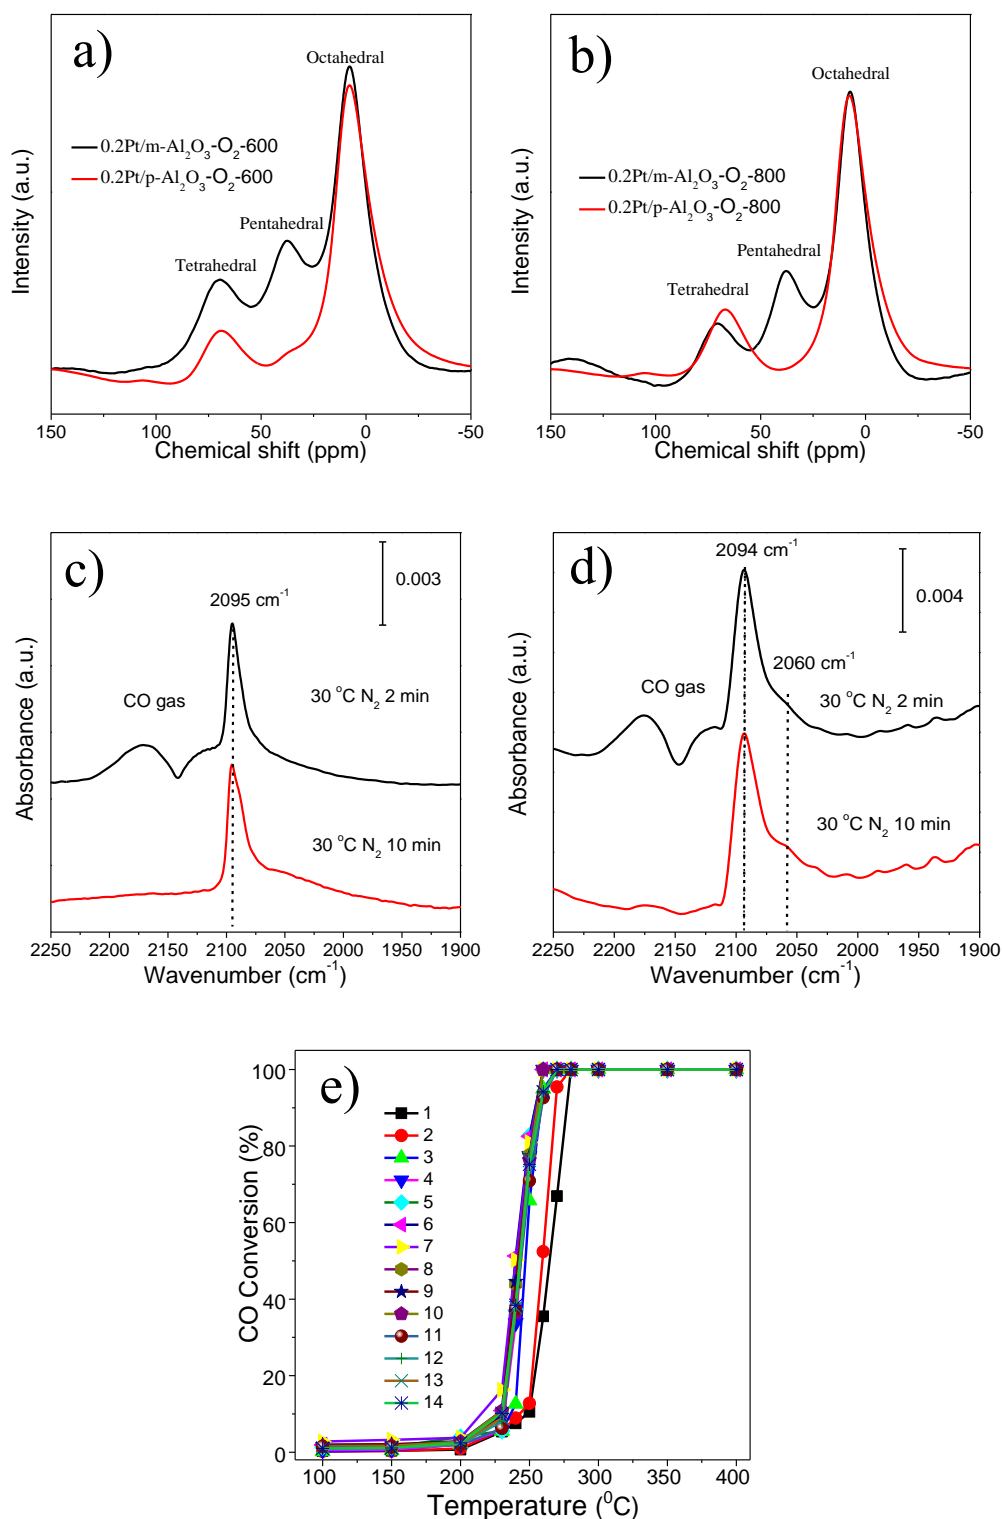 a)
Octahedral
0.2Pt/m-Al₂O₃-O₂-600
0.2Pt/p-Al₂O₃-O₂-600
Pentahedral
Tetrahedral
Intensity (a.u.)
150 100 50 0 -50
Chemical shift (ppm)
b)
Octahedral
0.2Pt/m-Al₂O₃-O₂-800
0.2Pt/p-Al₂O₃-O₂-800
Pentahedral
Tetrahedral
Intensity (a.u.)
150 100 50 0 -50
Chemical shift (ppm)
c)
0.003
2095 cm⁻¹
CO gas
30 °C N₂ 2 min
30 °C N₂ 10 min
Absorbance (a.u.)
2250 2200 2150 2100 2050 2000 1950 1900
Wavenumber (cm⁻¹)
d)
2094 cm⁻¹
0.004
2060 cm⁻¹
CO gas
30 °C N₂ 2 min
30 °C N₂ 10 min
Absorbance (a.u.)
2250 2200 2150 2100 2050 2000 1950 1900
Wavenumber (cm⁻¹)
e)
100
80
60
40
20
0
CO Conversion (%)
1
2
3
4
5
6
7
8
9
10
11
12
13
14
100 150 200 250 300 350 400
Temperature (⁰C)